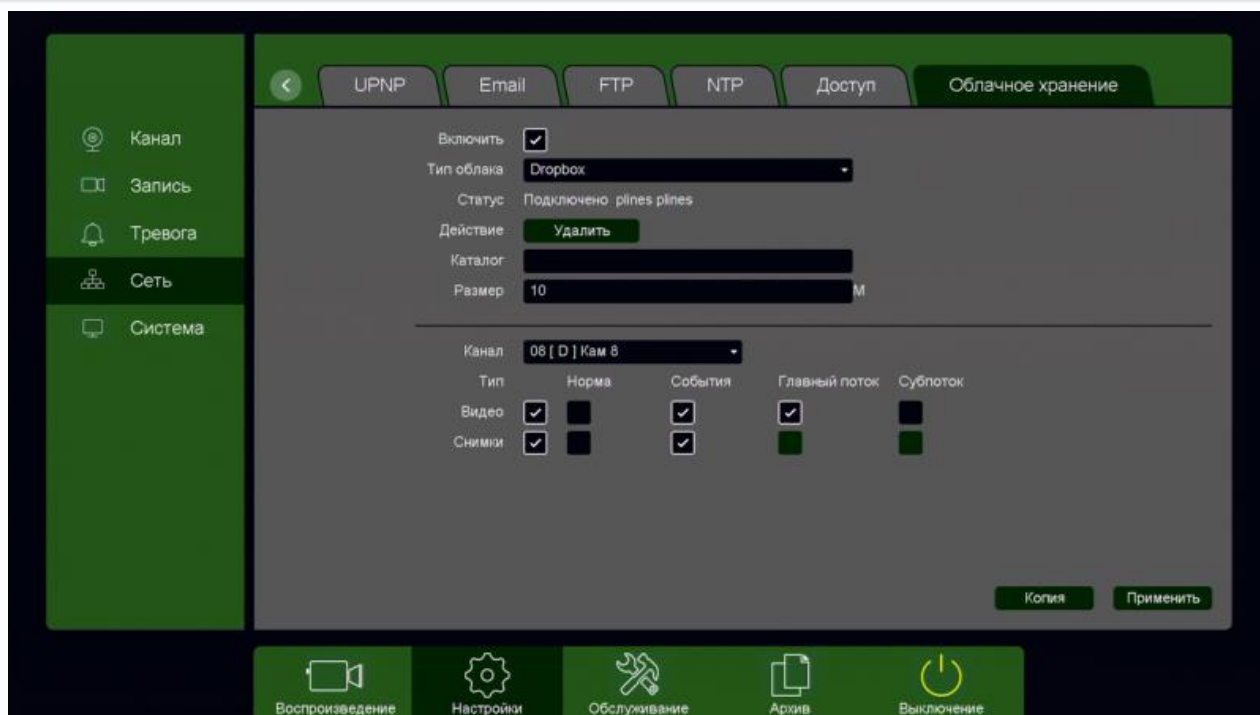 UPNP Email FTP NTP Доступ Облачное хранение
Канал
Запись
Тревога
Сеть
Система
Включить
Тип облака Dropbox
Статус Подключено plines plines
Действие Удалить
Каталог
Размер 10 M
Канал 08 [ D ] Кам 8
Тип Норма События Главный поток Субпоток
Видео
Снимки
Копия Применить
Воспроизведение Настройки Обслуживание Архив Выключение